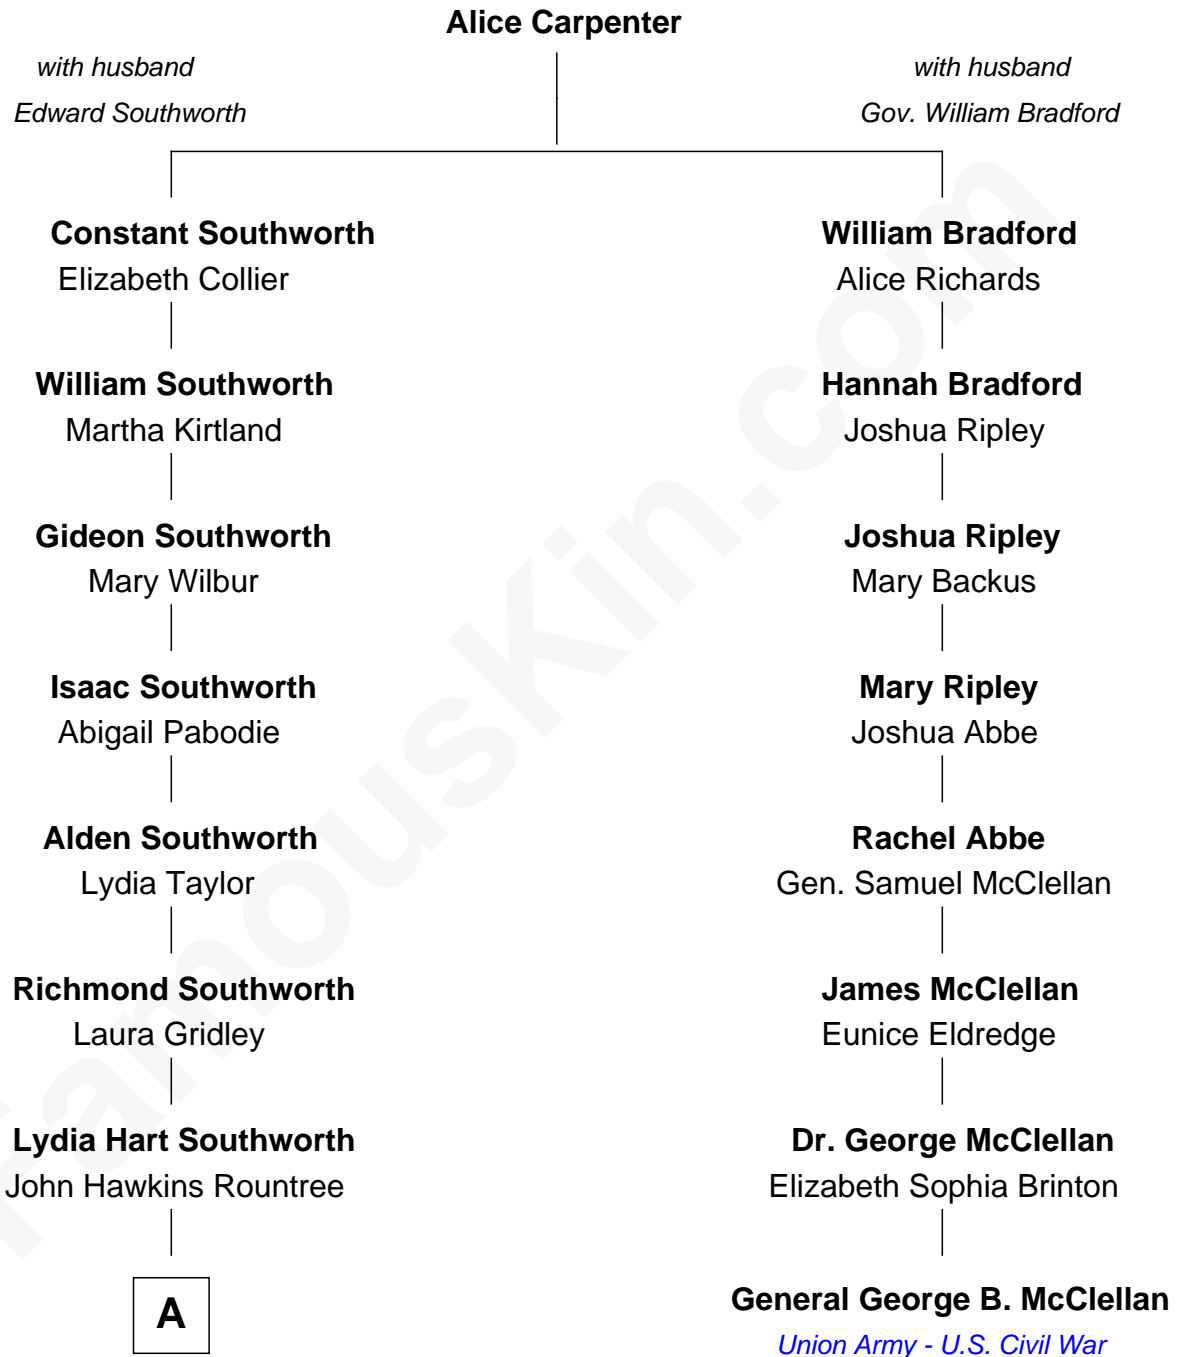 Alice Carpenter
with husband
Edward Southworth
with husband
Gov. William Bradford
Constant Southworth
Elizabeth Collier
William Bradford
Alice Richards
William Southworth
Martha Kirtland
Hannah Bradford
Joshua Ripley
Gideon Southworth
Mary Wilbur
Joshua Ripley
Mary Backus
Isaac Southworth
Abigail Pabodie
Mary Ripley
Joshua Abbe
Alden Southworth
Lydia Taylor
Rachel Abbe
Gen. Samuel McClellan
Richmond Southworth
Laura Gridley
James McClellan
Eunice Eldredge
Lydia Hart Southworth
John Hawkins Rountree
Dr. George McClellan
Elizabeth Sophia Brinton
A
General George B. McClellan
Union Army - U.S. Civil War
FamousKin.com